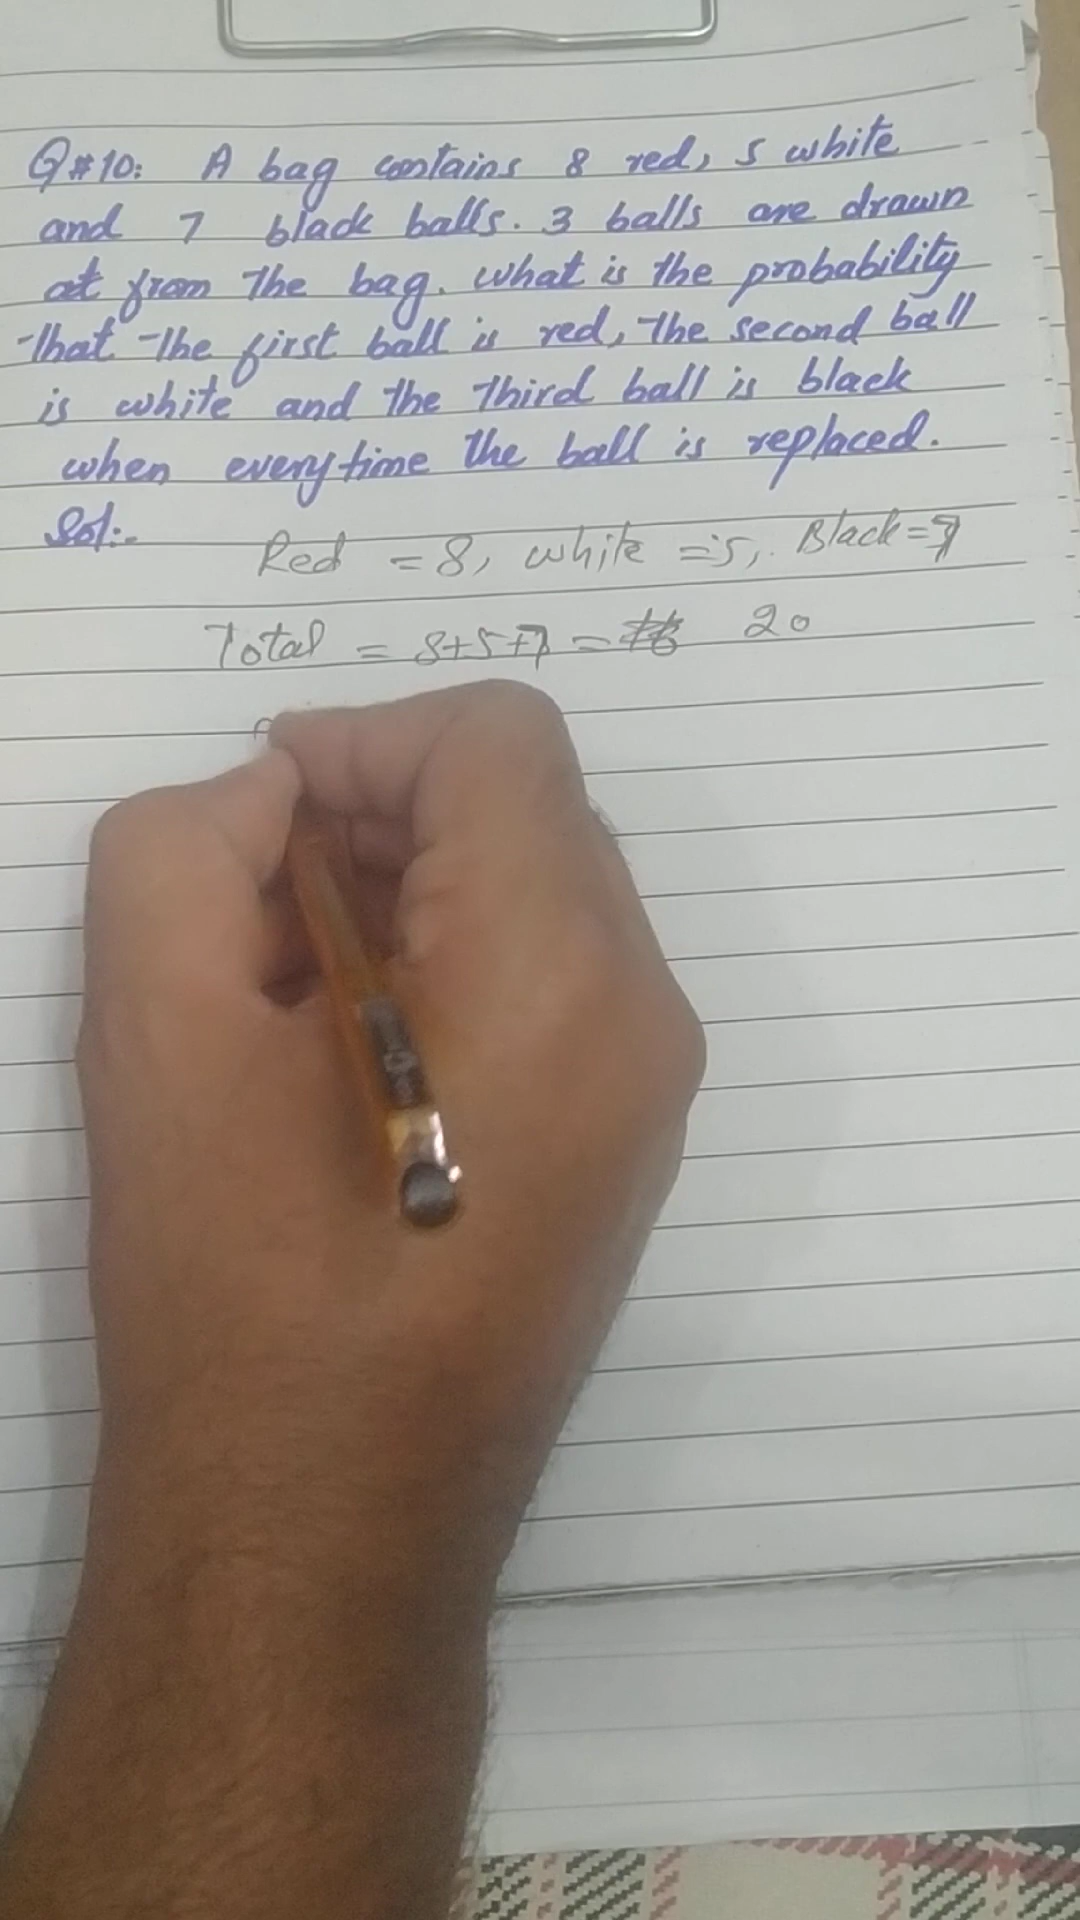 Q#10: A bag contains 8 red, 5 white
and 7 black balls. 3 balls are drawn
at from the bag. What is the probability
that the first ball is red, the second ball
is white and the third ball is black
when everytime the ball is replaced.
Sol:-
Red = 8, white = 5, Black = 7
Total = 8+5+7 = 20